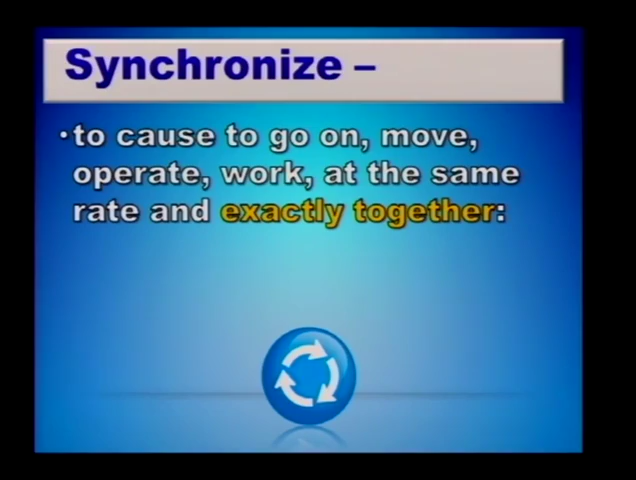 Synchronize –
•to cause to go on, move,
operate, work, at the same
rate and exactly together: